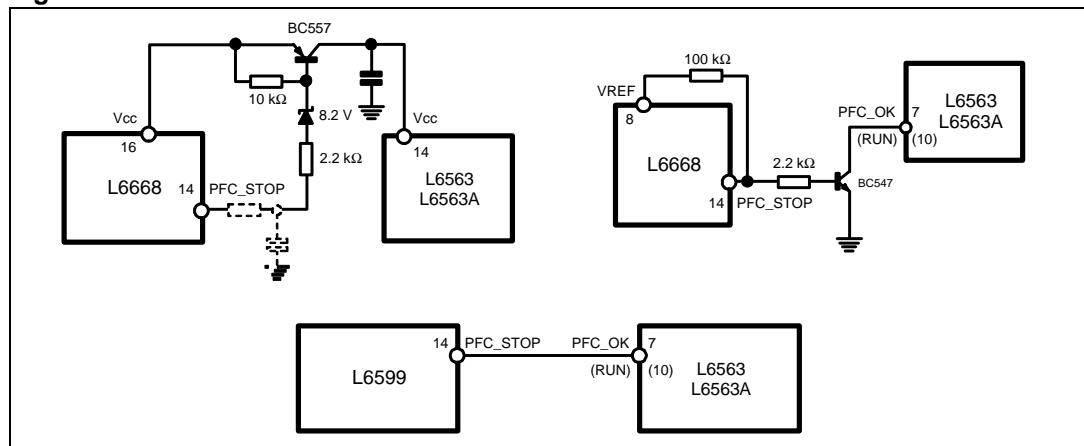 BC557
10 kΩ
8.2 V
Vcc
16
Vcc
14
2.2 kΩ
L6668
14
PFC_STOP
L6563
L6563A
100 kΩ
VREF
8
L6668
14
PFC_STOP
2.2 kΩ
BC547
PFC_OK
(RUN)
7
(10)
L6563
L6563A
L6599
14
PFC_STOP
PFC_OK
(RUN)
7
(10)
L6563
L6563A